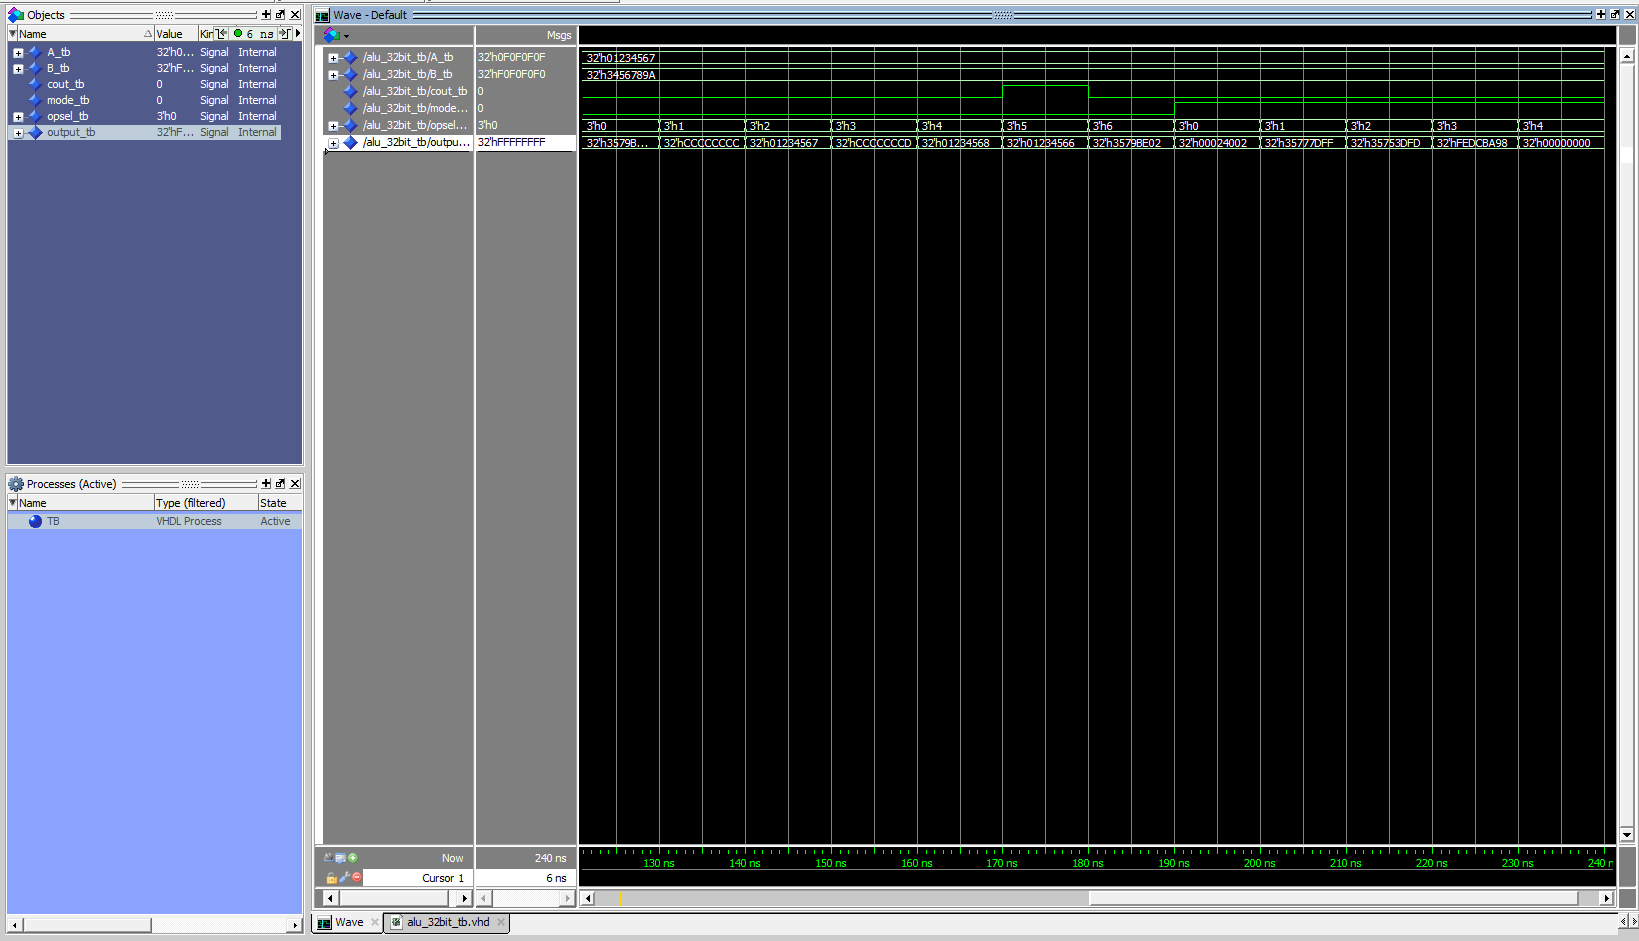 Objects
Name Value Kin 6 ns
A_tb 32'h0... Signal Internal
B_tb 32'hF... Signal Internal
cout_tb 0 Signal Internal
mode_tb 0 Signal Internal
opsel_tb 3'h0 Signal Internal
output_tb 32'hF... Signal Internal
Processes (Active)
Name Type (filtered) State
TB VHDL Process Active
Wave - Default
Msgs
/alu_32bit_tb/A_tb 32'h0F0F0F0F 32'h01234567
/alu_32bit_tb/B_tb 32'hF0F0F0F0 32'h3456789A
/alu_32bit_tb/cout_tb 0
/alu_32bit_tb/mode... 0
/alu_32bit_tb/opsel... 3'h0 3'h0 3'h1 3'h2 3'h3 3'h4 3'h5 3'h6 3'h0 3'h1 3'h2 3'h3 3'h4
/alu_32bit_tb/outpu... 32'hFFFFFFFF 32'h3579B... 32'hCCCCCCCC 32'h01234567 32'hCCCCCCCD 32'h01234568 32'h01234566 32'h3579BE02 32'h00024002 32'h35777DFF 32'h35753DFD 32'hFEDCBA98 32'h00000000
Now 240 ns 130 ns 140 ns 150 ns 160 ns 170 ns 180 ns 190 ns 200 ns 210 ns 220 ns 230 ns 240 n
Cursor 1 6 ns
Wave alu_32bit_tb.vhd